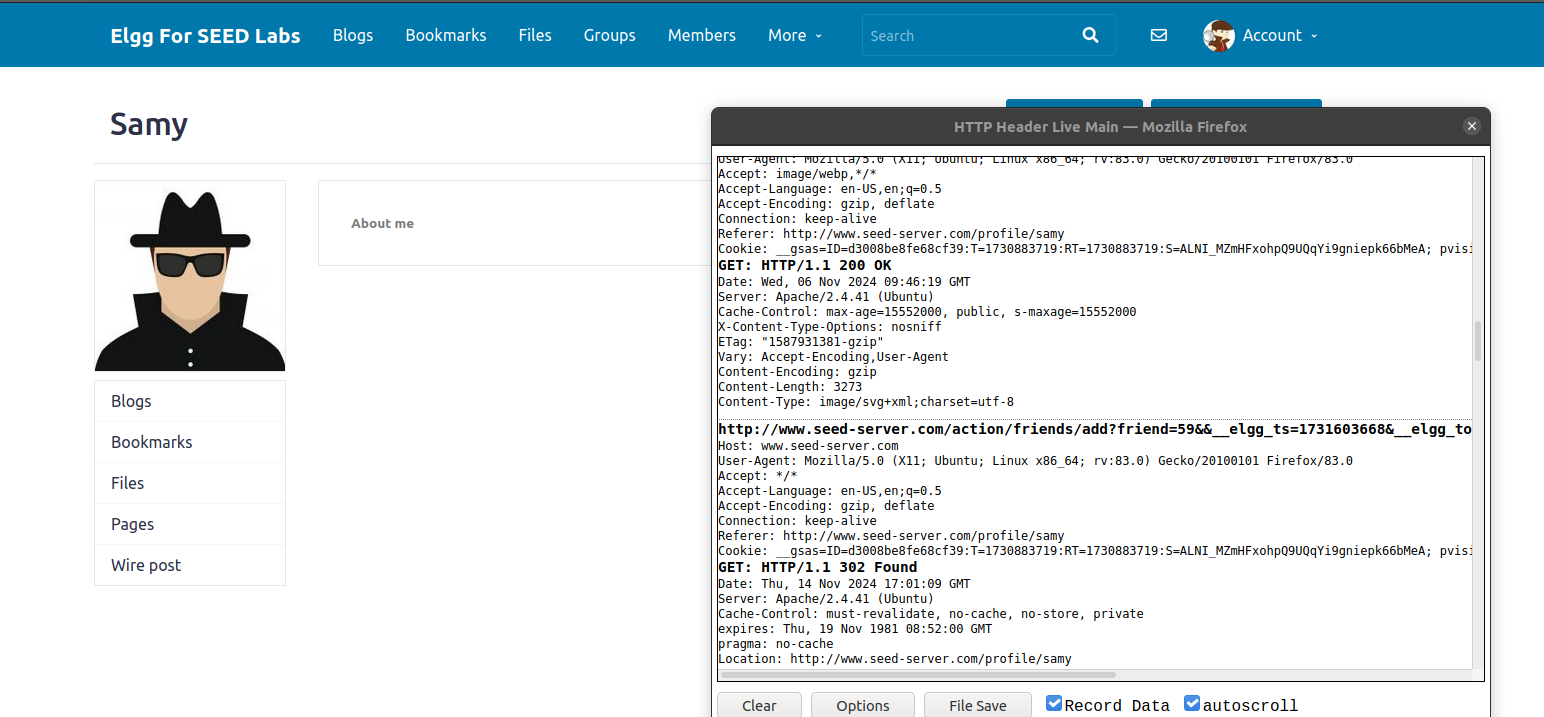 Elgg For SEED Labs Blogs Bookmarks Files Groups Members More Search Account
Samy
About me
Blogs
Bookmarks
Files
Pages
Wire post
HTTP Header Live Main — Mozilla Firefox
User-Agent: Mozilla/5.0 (X11; Ubuntu; Linux x86_64; rv:83.0) Gecko/20100101 Firefox/83.0
Accept: image/webp,*/*
Accept-Language: en-US,en;q=0.5
Accept-Encoding: gzip, deflate
Connection: keep-alive
Referer: http://www.seed-server.com/profile/samy
Cookie: __gsas=ID=d3008be8fe68cf39:T=1730883719:RT=1730883719:S=ALNI_MZmHFxohpQ9UQqYi9gniepk66bMeA; pvisi
GET: HTTP/1.1 200 OK
Date: Wed, 06 Nov 2024 09:46:19 GMT
Server: Apache/2.4.41 (Ubuntu)
Cache-Control: max-age=15552000, public, s-maxage=15552000
X-Content-Type-Options: nosniff
ETag: "1587931381-gzip"
Vary: Accept-Encoding,User-Agent
Content-Encoding: gzip
Content-Length: 3273
Content-Type: image/svg+xml;charset=utf-8
http://www.seed-server.com/action/friends/add?friend=59&&__elgg_ts=1731603668&__elgg_to
Host: www.seed-server.com
User-Agent: Mozilla/5.0 (X11; Ubuntu; Linux x86_64; rv:83.0) Gecko/20100101 Firefox/83.0
Accept: */*
Accept-Language: en-US,en;q=0.5
Accept-Encoding: gzip, deflate
Connection: keep-alive
Referer: http://www.seed-server.com/profile/samy
Cookie: __gsas=ID=d3008be8fe68cf39:T=1730883719:RT=1730883719:S=ALNI_MZmHFxohpQ9UQqYi9gniepk66bMeA; pvisi
GET: HTTP/1.1 302 Found
Date: Thu, 14 Nov 2024 17:01:09 GMT
Server: Apache/2.4.41 (Ubuntu)
Cache-Control: must-revalidate, no-cache, no-store, private
expires: Thu, 19 Nov 1981 08:52:00 GMT
pragma: no-cache
Location: http://www.seed-server.com/profile/samy
Clear Options File Save Record Data autoscroll